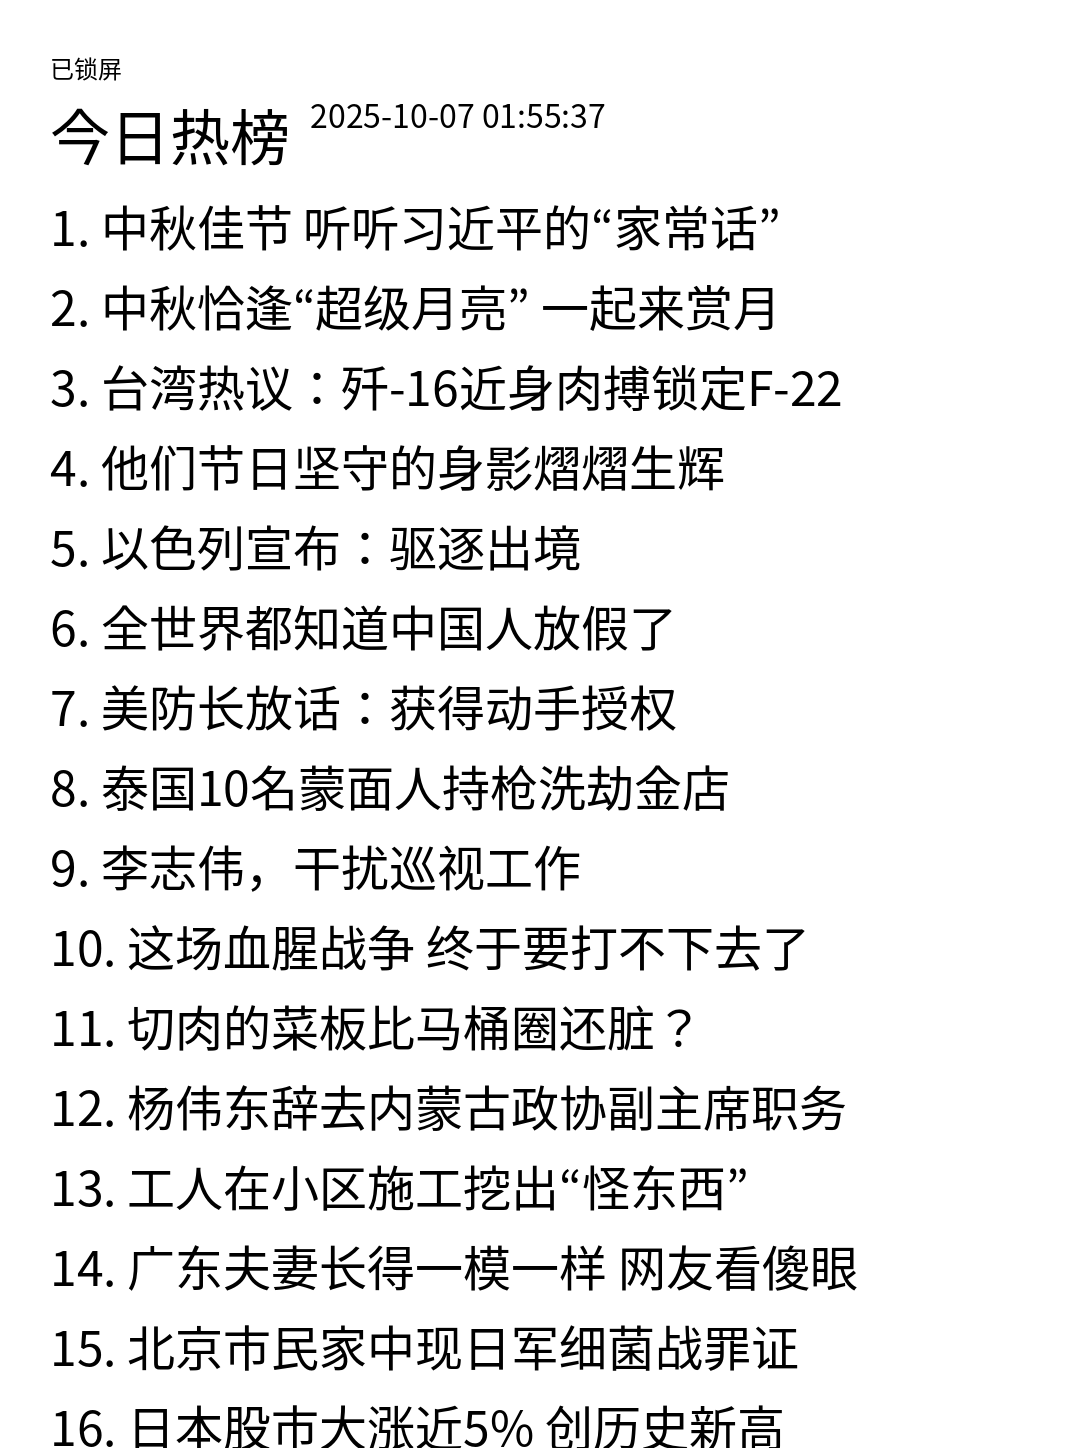 已锁屏
今日热榜 2025-10-07 01:55:37
1. 中秋佳节 听听习近平的“家常话”
2. 中秋恰逢“超级月亮” 一起来赏月
3. 台湾热议：歼-16近身肉搏锁定F-22
4. 他们节日坚守的身影熠熠生辉
5. 以色列宣布：驱逐出境
6. 全世界都知道中国人放假了
7. 美防长放话：获得动手授权
8. 泰国10名蒙面人持枪洗劫金店
9. 李志伟，干扰巡视工作
10. 这场血腥战争 终于要打不下去了
11. 切肉的菜板比马桶圈还脏？
12. 杨伟东辞去内蒙古政协副主席职务
13. 工人在小区施工挖出“怪东西”
14. 广东夫妻长得一模一样 网友看傻眼
15. 北京市民家中现日军细菌战罪证
16. 日本股市大涨近5% 创历史新高